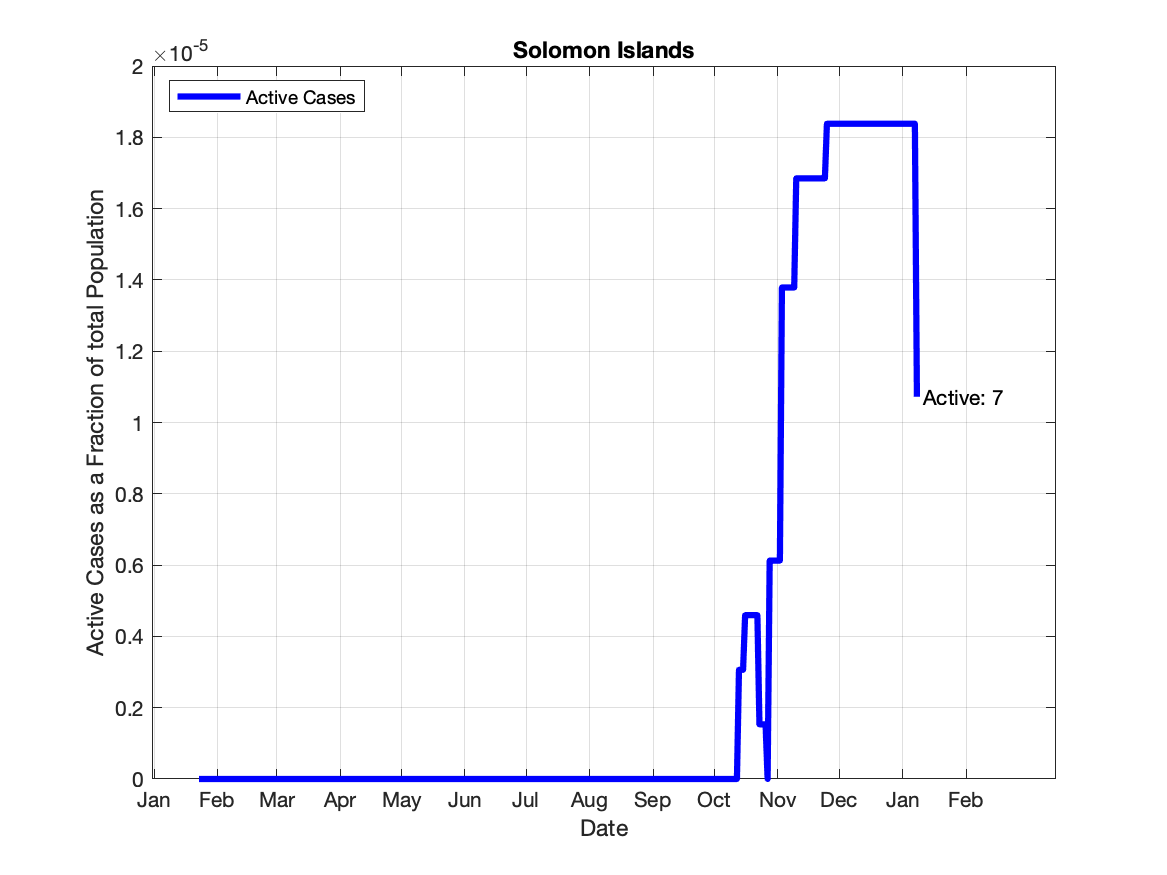 Solomon Islands
×10-5
Active Cases
2
1.8
1.6
1.4
1.2
1
0.8
0.6
0.4
0.2
0
Active Cases as a Fraction of total Population
Active: 7
Jan Feb Mar Apr May Jun Jul Aug Sep Oct Nov Dec Jan Feb
Date